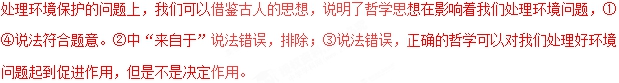 处理环境保护的问题上，我们可以借鉴古人的思想，说明了哲学思想在影响着我们处理环境问题，①
④说法符合题意。②中“来自于”说法错误，排除；③说法错误，正确的哲学可以对我们处理好环境
问题起到促进作用，但是不是决定作用。